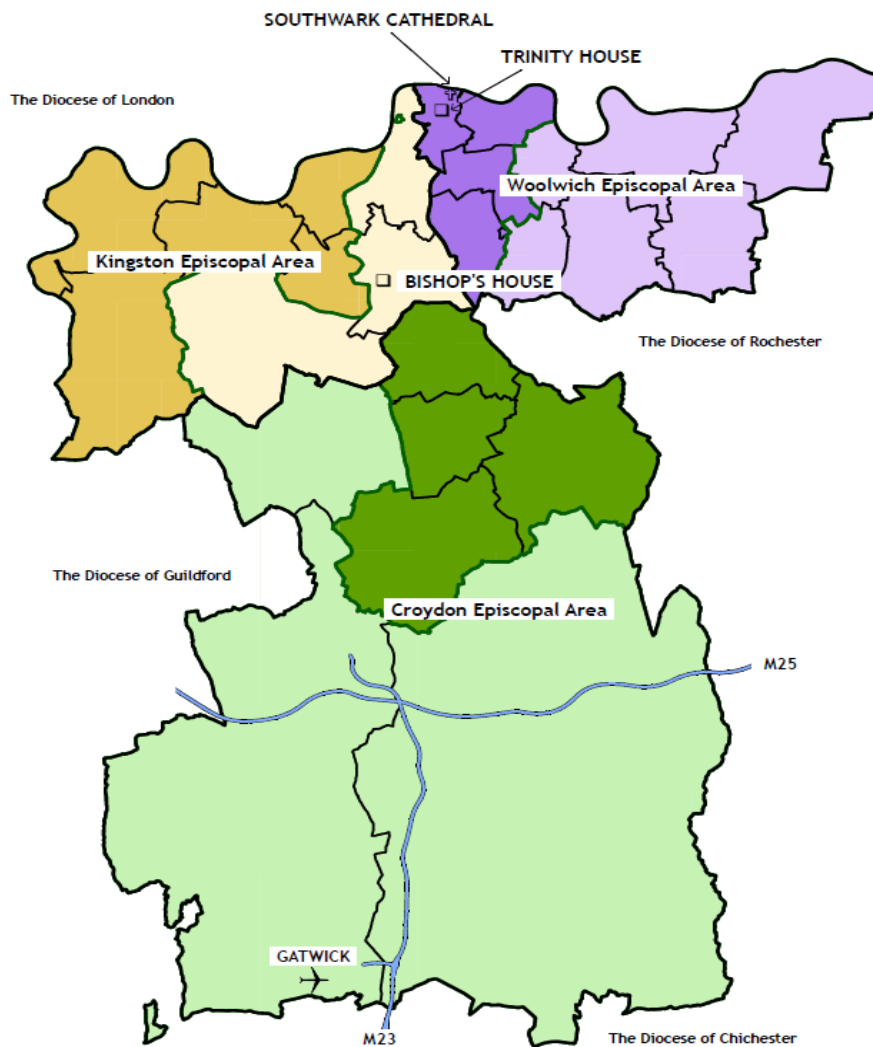 SOUTHWARK CATHEDRAL
TRINITY HOUSE
The Diocese of London
Woolwich Episcopal Area
Kingston Episcopal Area
BISHOP'S HOUSE
The Diocese of Rochester
The Diocese of Guildford
Croydon Episcopal Area
M25
GATWICK
M23
The Diocese of Chichester